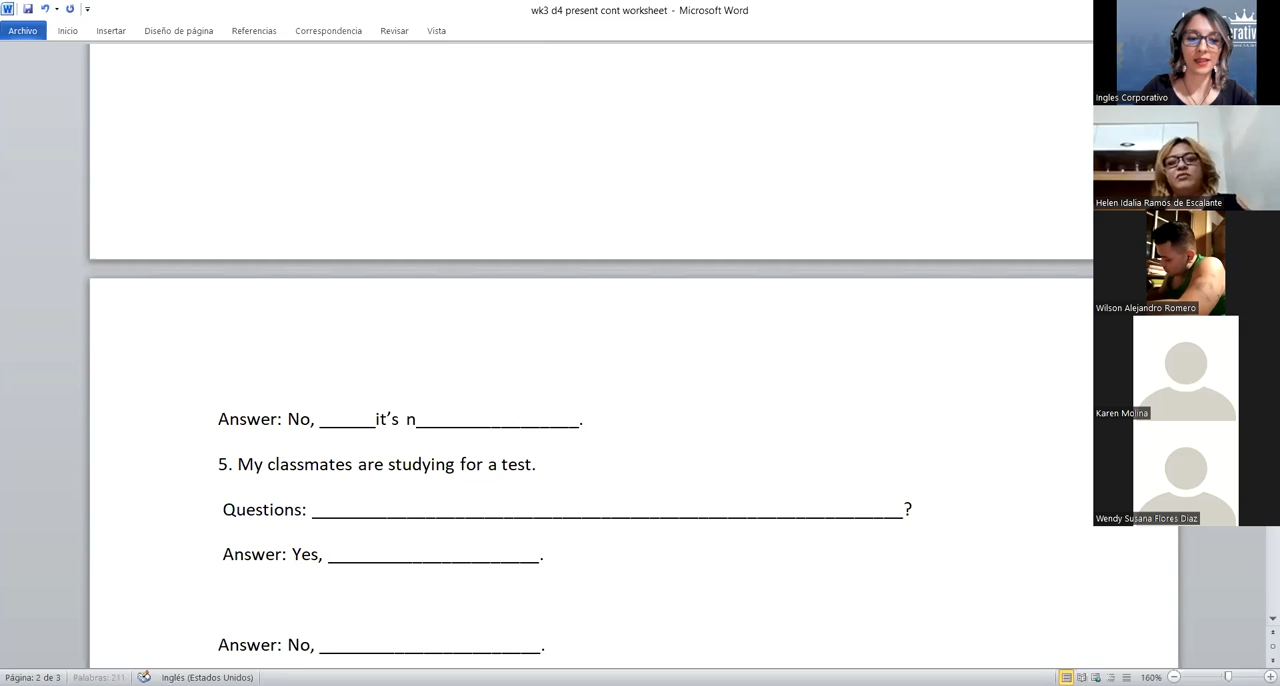 wk3 d4 present cont worksheet - Microsoft Word
Archivo Inicio Insertar Diseño de página Referencias Correspondencia Revisar Vista
Ingles Corporativo
Helen Idalia Ramos de Escalante
Wilson Alejandro Romero
Karen Molina
Wendy Susana Flores Diaz
Answer: No, ______it’s n_________________.
5. My classmates are studying for a test.
Questions: _______________________________________________________________?
Answer: Yes, ______________________.
Answer: No, _______________________.
Página: 2 de 3 Palabras: 211 Inglés (Estados Unidos) 160%